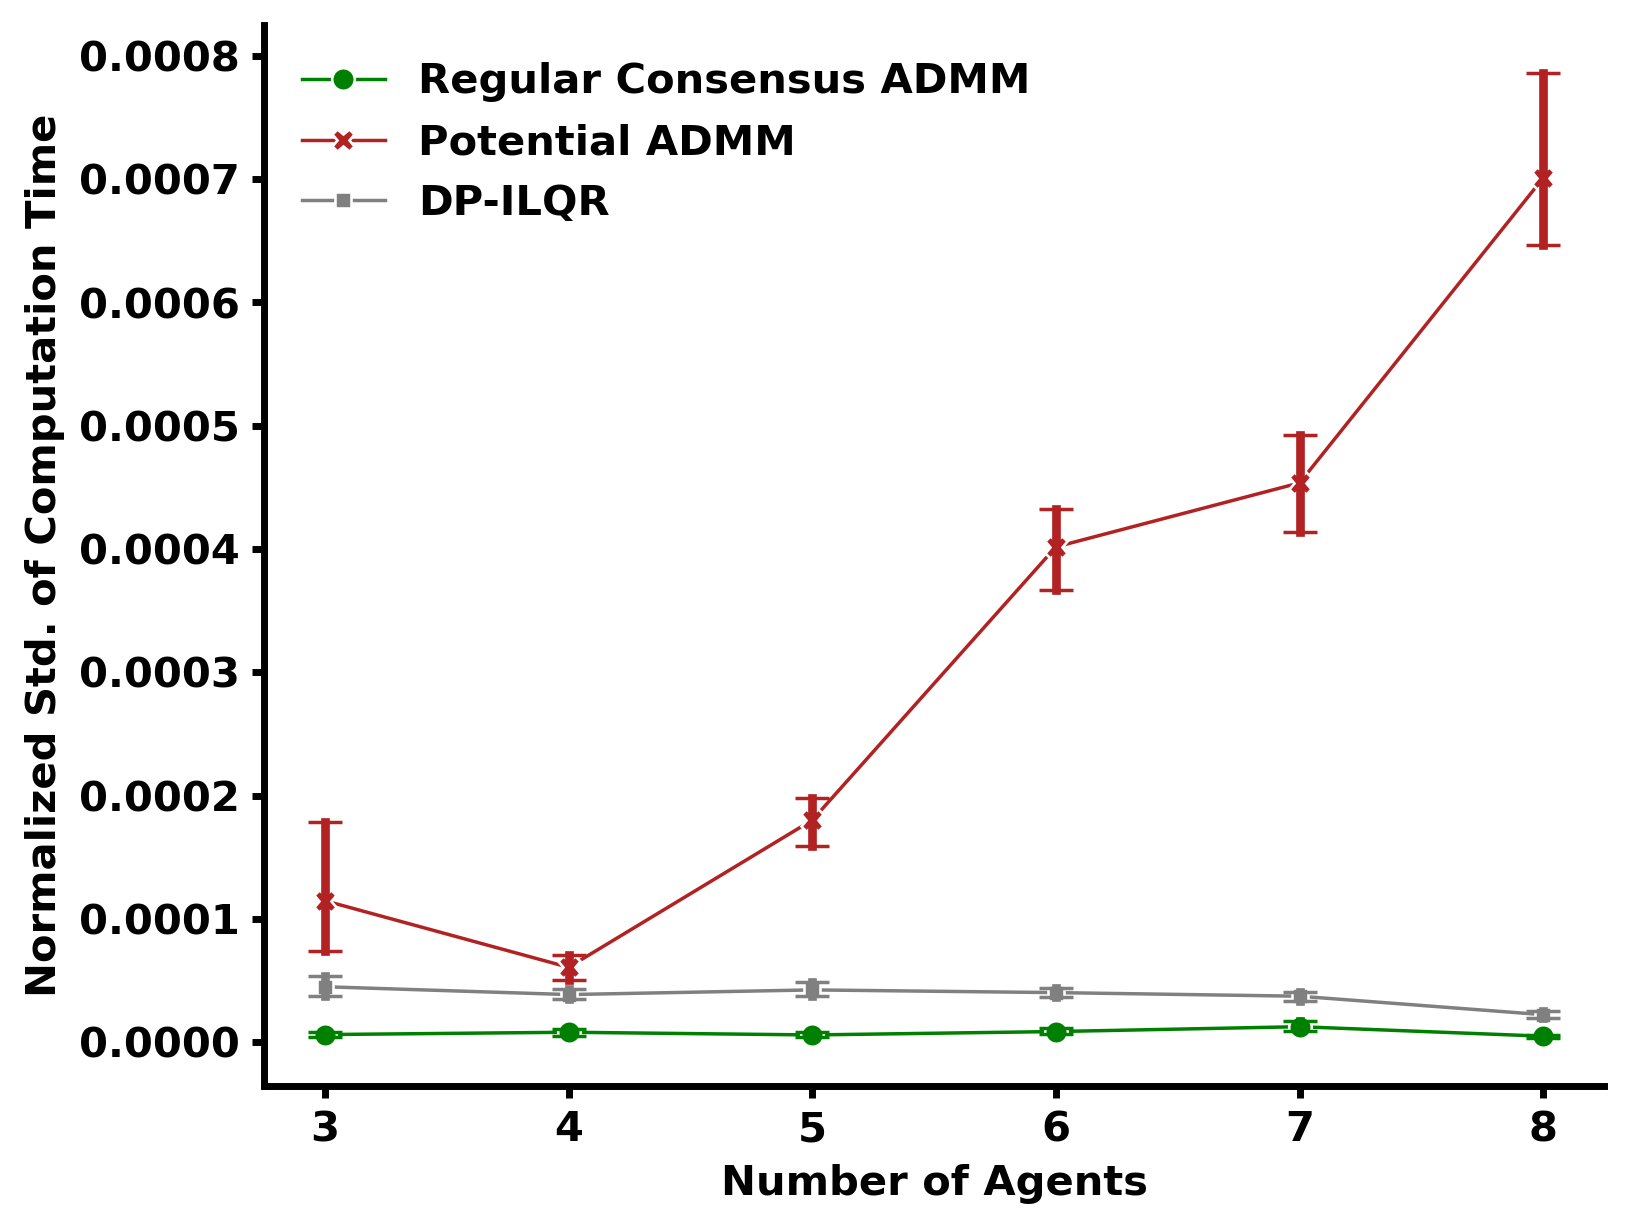 Normalized Std. of Computation Time
0.0008
0.0007
0.0006
0.0005
0.0004
0.0003
0.0002
0.0001
0.0000
Regular Consensus ADMM
Potential ADMM
DP-ILQR
3 4 5 6 7 8
Number of Agents